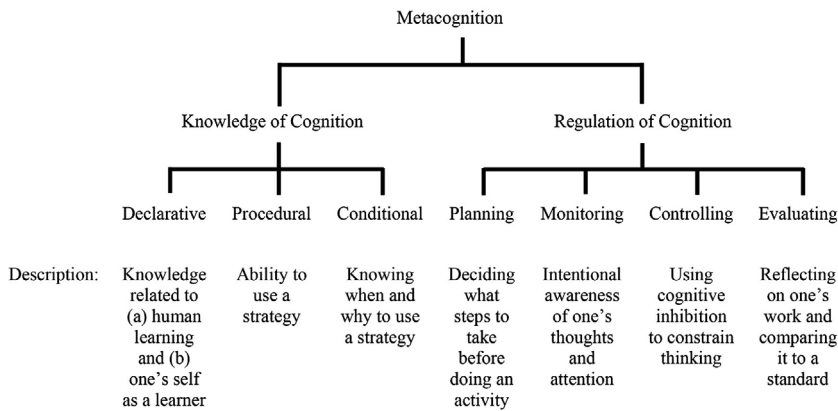 Metacognition
Knowledge of Cognition
Regulation of Cognition
Declarative
Procedural
Conditional
Planning
Monitoring
Controlling
Evaluating
Description:
Knowledge
related to
(a) human
learning
and (b)
one's self
as a learner
Ability to
use a
strategy
Knowing
when and
why to use
a strategy
Deciding
what
steps to
take
before
doing an
activity
Intentional
awareness
of one's
thoughts
and
attention
Using
cognitive
inhibition
to constrain
thinking
Reflecting
on one's
work and
comparing
it to a
standard